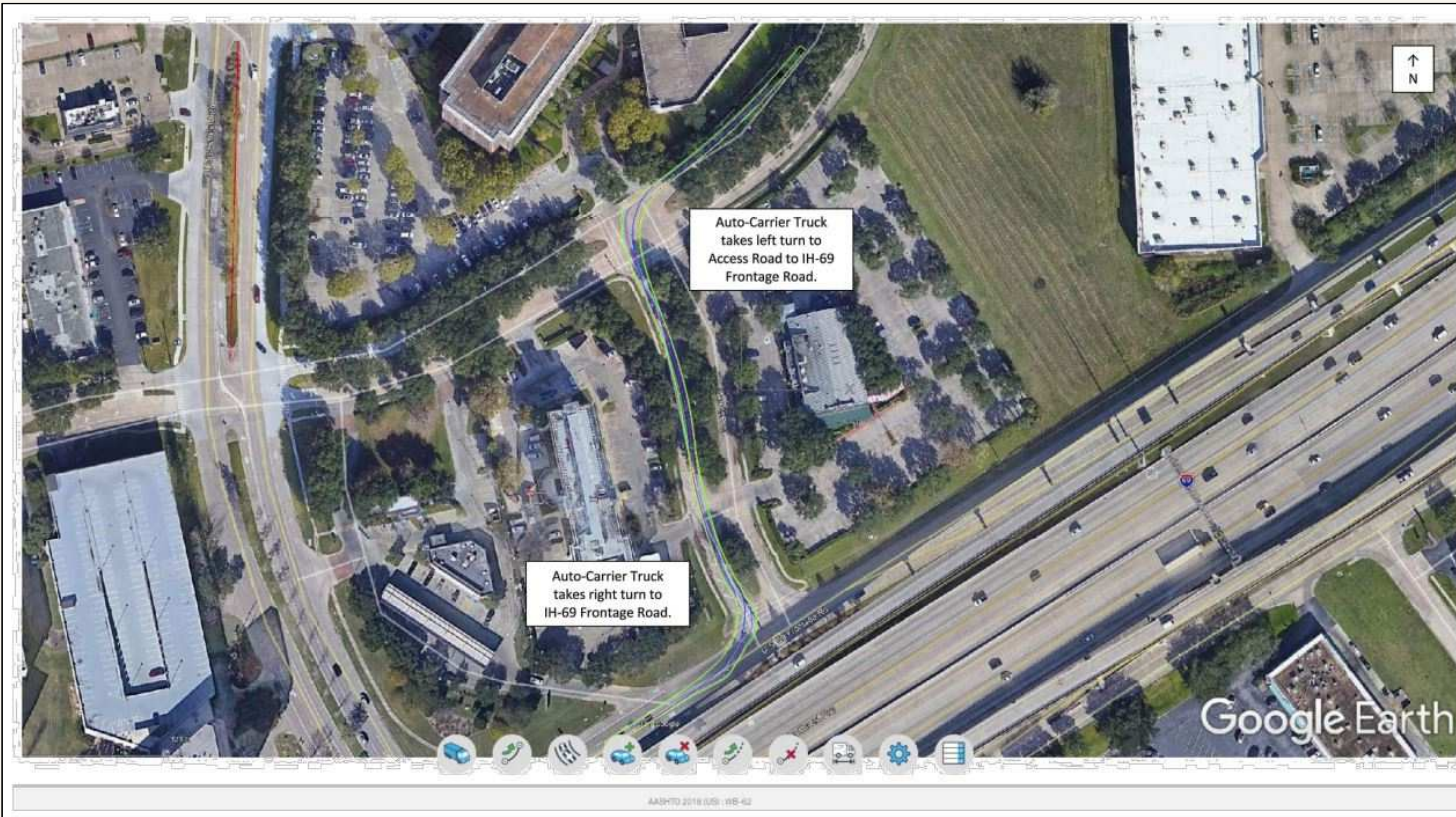 ↑
N
Auto-Carrier Truck
takes left turn to
Access Road to IH-69
Frontage Road.
Auto-Carrier Truck
takes right turn to
IH-69 Frontage Road.
69
Google Earth
AASHTO 2018 (US) : WB-62